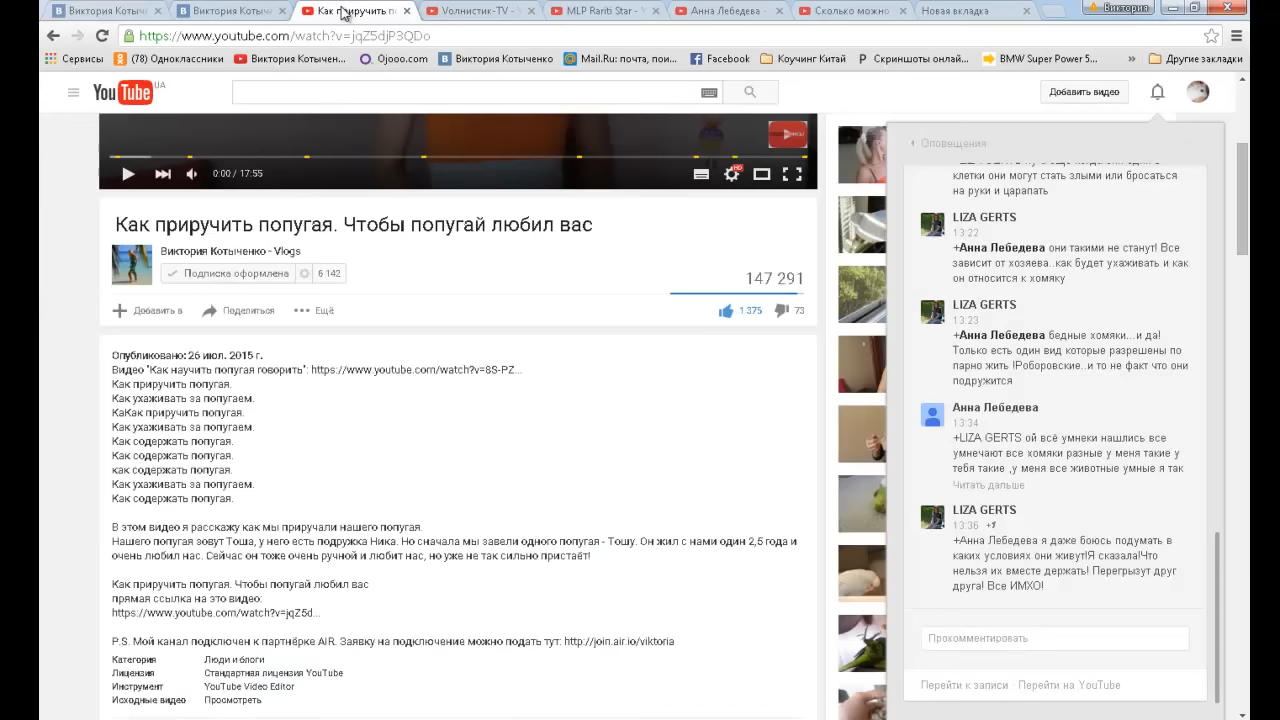 Виктория Котыченк
Виктория Котыченк
Как приручить по
Волнистик-TV -
MLP Rariti Star -
Анна Лебедев
Сколько можно
Новая вкладка
Виктория
https://www.youtube.com/watch?v=jqZ5djP3QDo
Сервисы
(78) Одноклассники
Виктория Котычен...
Ojooo.com
Виктория Котыченко
Mail.Ru: почта, пои...
Facebook
Коучинг Китай
Скриншоты онлай...
BMW Super Power 5...
»
Другие закладки
YouTube UA
Добавить видео
0:00 / 17:55
HD
Как приручить попугая. Чтобы попугай любил вас
Виктория Котыченко - Vlogs
Подписка оформлена
6 142
147 291
Добавить в
Поделиться
Ещё
1 375
73
Опубликовано: 26 июл. 2015 г.
Видео "Как научить попугая говорить": https://www.youtube.com/watch?v=8S-PZ...
Как приручить попугая.
Как ухаживать за попугаем.
КаКак приручить попугая.
Как ухаживать за попугаем.
Как содержать попугая.
Как содержать попугая.
как содержать попугая.
Как ухаживать за попугаем.
Как содержать попугая.
В этом видео я расскажу как мы приручали нашего попугая.
Нашего попугая зовут Тоша, у него есть подружка Ника. Но сначала мы завели одного попугая - Тошу. Он жил с нами один 2,5 года и
очень любил нас. Сейчас он тоже очень ручной и любит нас, но уже не так сильно пристаёт!
Как приручить попугая. Чтобы попугай любил вас
прямая ссылка на это видео:
https://www.youtube.com/watch?v=jqZ5d...
P.S. Мой канал подключен к партнёрке AIR. Заявку на подключение можно подать тут: http://join.air.io/viktoria
Категория Люди и блоги
Лицензия Стандартная лицензия YouTube
Инструмент YouTube Video Editor
Исходные видео Просмотреть
Оповещения
клетки они могут стать злыми или бросаться
на руки и царапать
LIZA GERTS
13:22
+Анна Лебедева они такими не станут! Все
зависит от хозяева..как будет ухаживать и как
он относится к хомяку
LIZA GERTS
13:23
+Анна Лебедева бедные хомяки...и да!
Только есть один вид которые разрешены по
парно жить !Роборовские..и то не факт что они
подружится
Анна Лебедева
13:34
+LIZA GERTS ой всё умнеки нашлись все
умнечают все хомяки разные у меня такие у
тебя такие ,у меня все животные умные я так
Читать дальше
LIZA GERTS
13:36 +1
+Анна Лебедева я даже боюсь подумать в
каких условиях они живут!Я сказала!Что
нельзя их вместе держать! Перегрызут друг
друга! Все ИМХО!
Прокомментировать
Перейти к записи · Перейти на YouTube